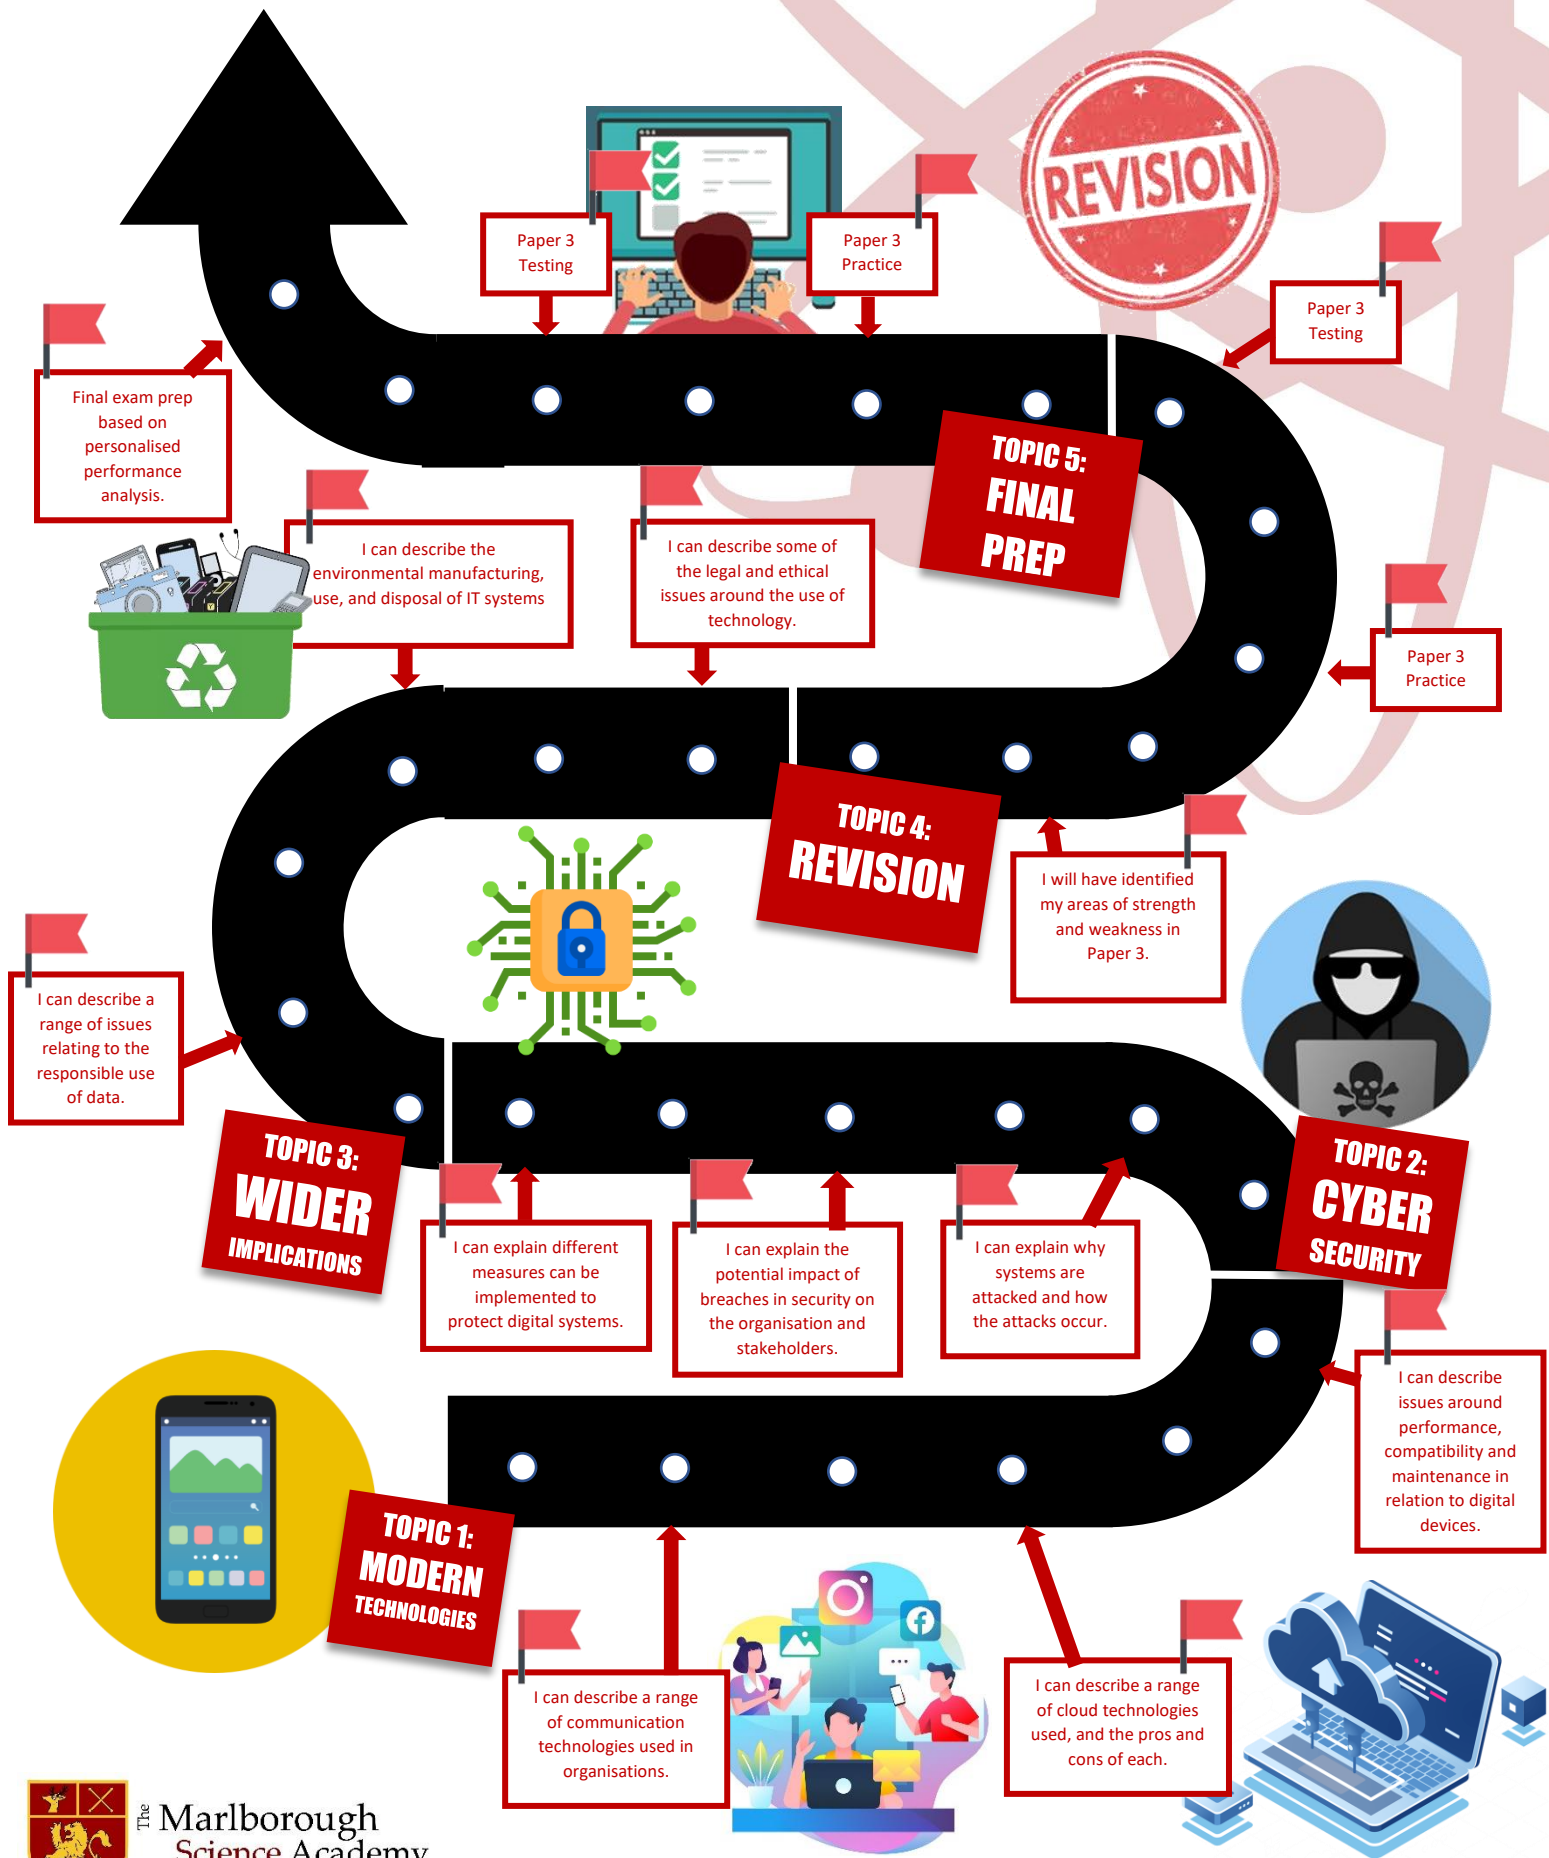 REVISION
Paper 3
Testing
Paper 3
Practice
Paper 3
Testing
Final exam prep
based on
personalised
performance
analysis.
TOPIC 5:
FINAL
PREP
I can describe the
environmental manufacturing,
use, and disposal of IT systems
I can describe some of
the legal and ethical
issues around the use of
technology.
Paper 3
Practice
TOPIC 4:
REVISION
I will have identified
my areas of strength
and weakness in
Paper 3.
I can describe a
range of issues
relating to the
responsible use
of data.
TOPIC 3:
WIDER
IMPLICATIONS
TOPIC 2:
CYBER
SECURITY
I can explain different
measures can be
implemented to
protect digital systems.
I can explain the
potential impact of
breaches in security on
the organisation and
stakeholders.
I can explain why
systems are
attacked and how
the attacks occur.
I can describe
issues around
performance,
compatibility and
maintenance in
relation to digital
devices.
TOPIC 1:
MODERN
TECHNOLOGIES
I can describe a range
of communication
technologies used in
organisations.
I can describe a range
of cloud technologies
used, and the pros and
cons of each.
The Marlborough
Science Academy